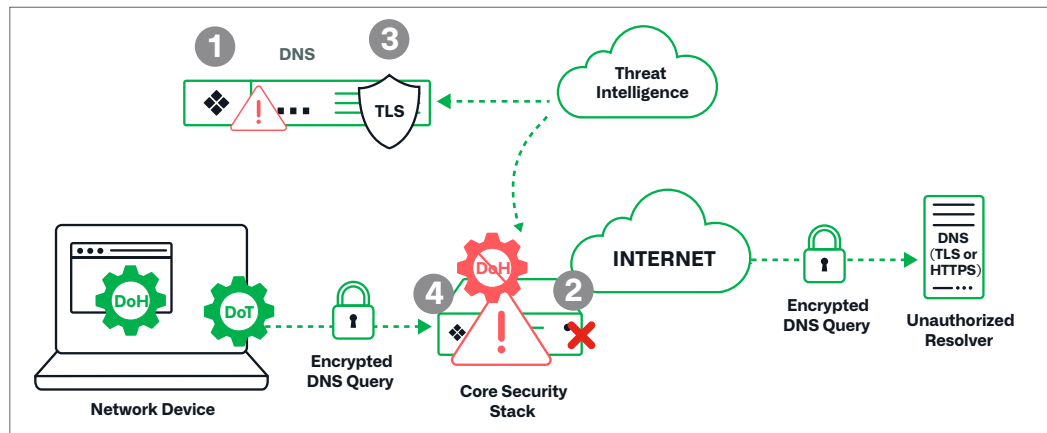 1
DNS
3
TLS
Threat
Intelligence
DoH
DoT
Network Device
Encrypted
DNS Query
4
DoH
2
Core Security
Stack
INTERNET
Encrypted
DNS Query
DNS
(TLS or
HTTPS)
Unauthorized
Resolver